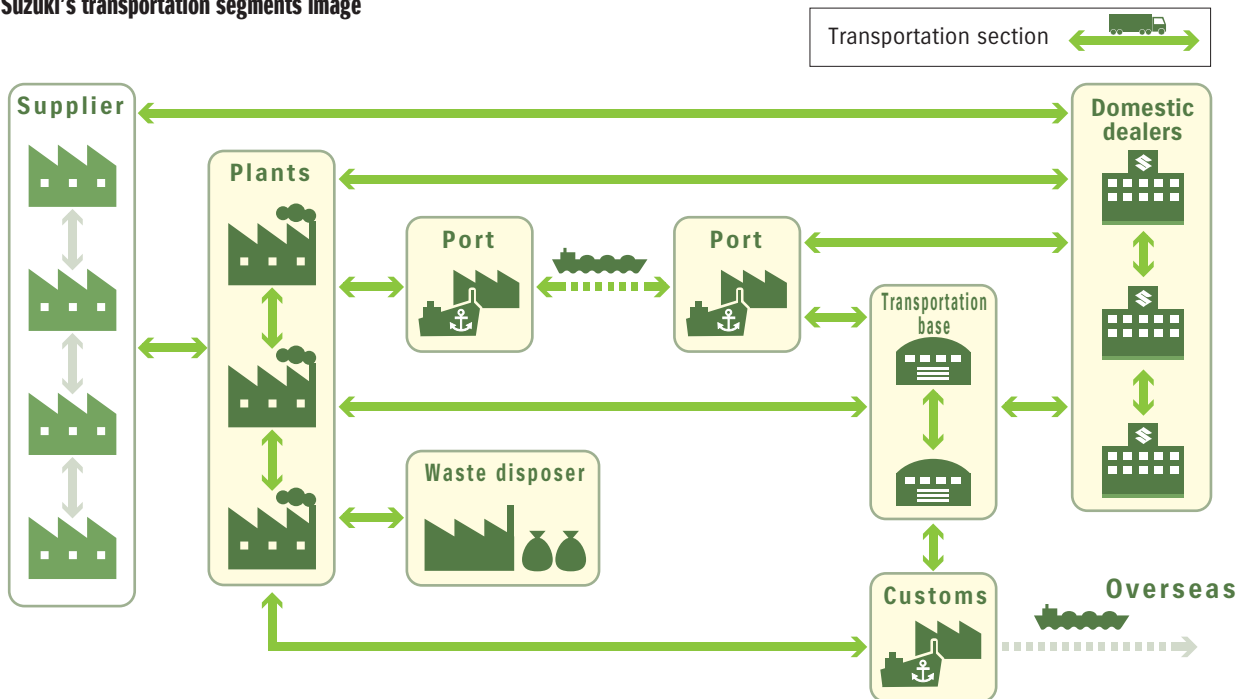 Suzuki's transportation segments image
Transportation section
Supplier
Domestic
dealers
Plants
Port
Port
Transportation
base
Waste disposer
Customs
Overseas